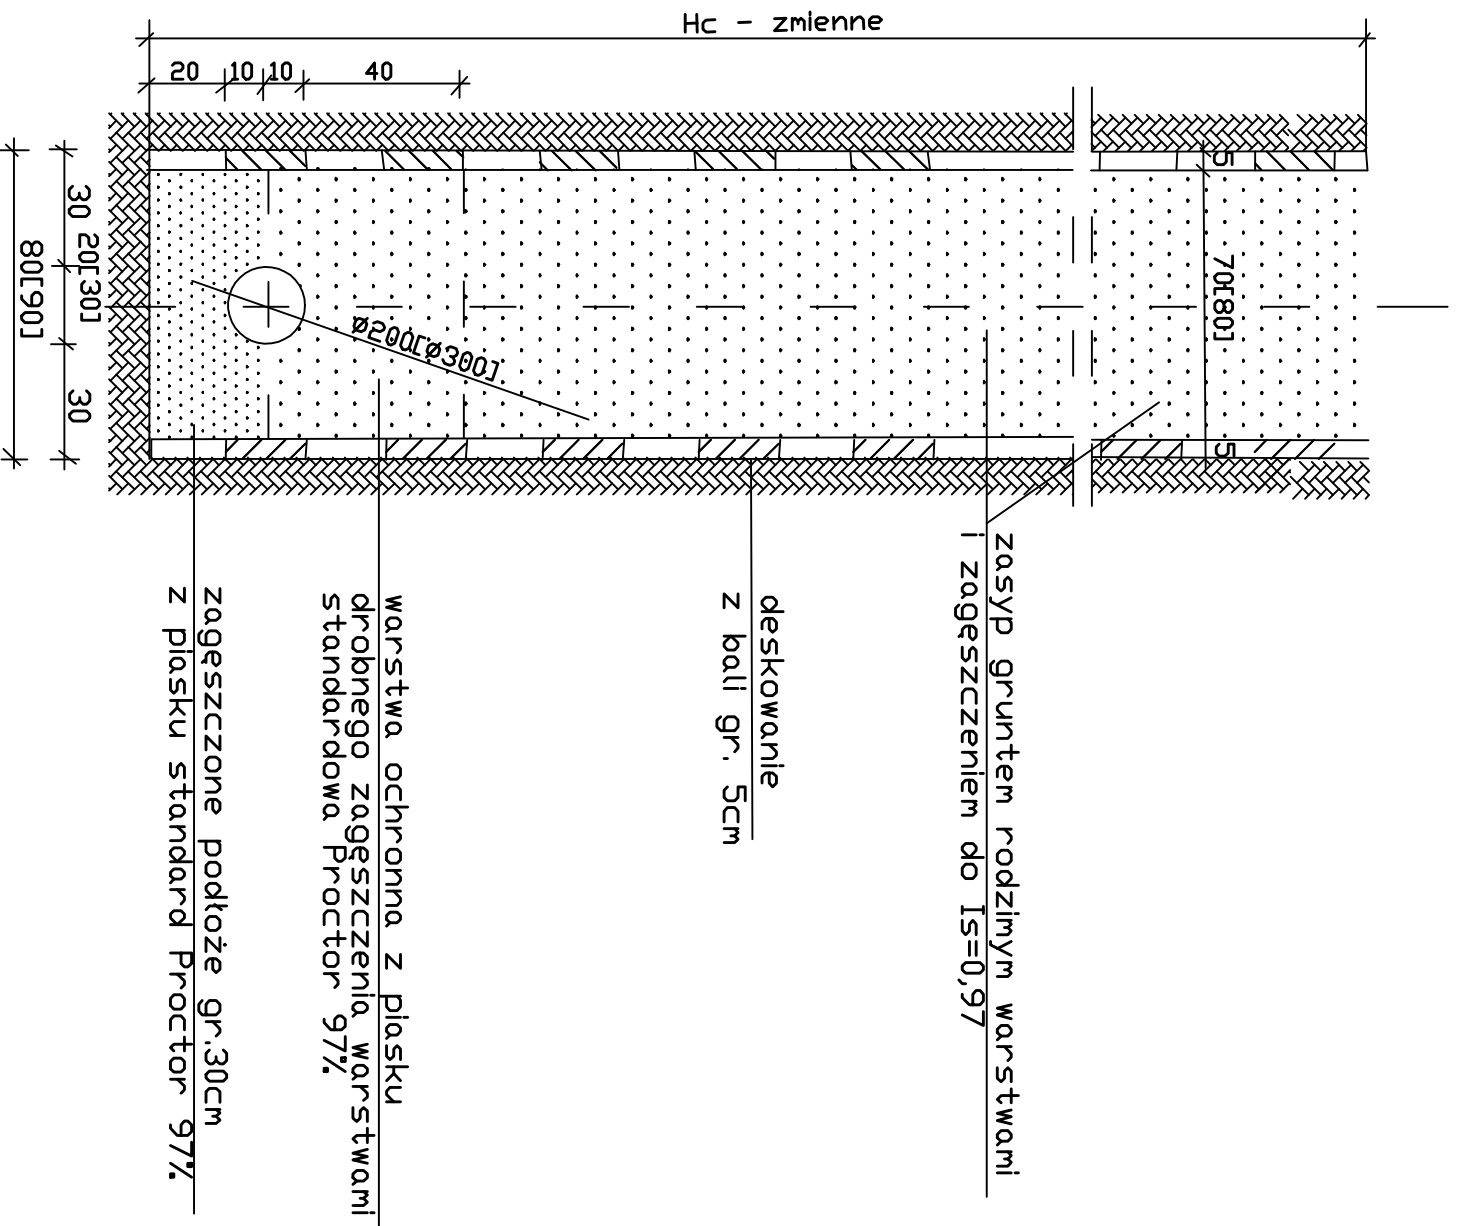 Hc - zmienne
20
10
10
40
5
70[80]
5
30
20[30]
30
80[90]
ø200[ø300]
zasyp gruntem rodzimym warstwami
i zagęszczeniem do Is=0,97
deskowanie
z bali gr. 5cm
warstwa ochronna z piasku
drobnego zagęszczenia warstwami
standardowa Proctor 97%
zagęszczone podłoże gr.30cm
z piasku standard Proctor 97%